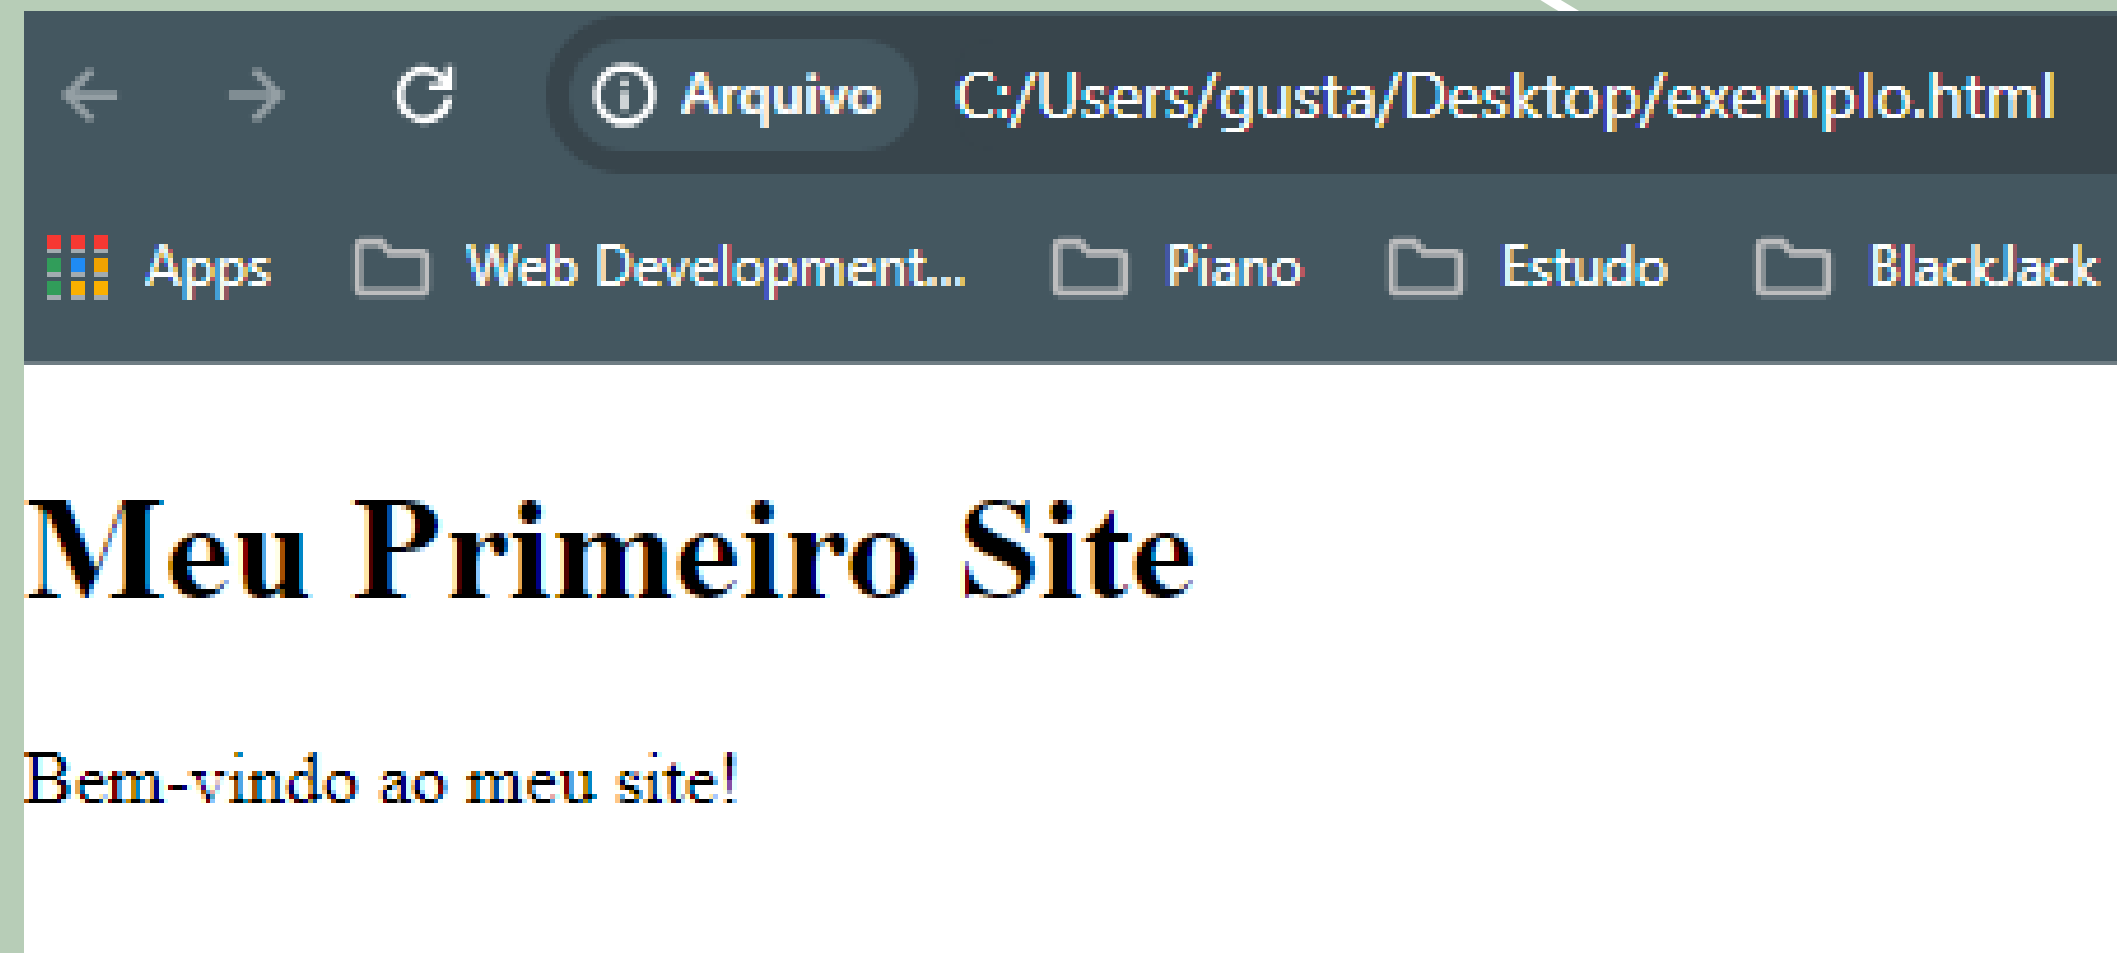 Arquivo C:/Users/gusta/Desktop/exemplo.html
Apps Web Development... Piano Estudo BlackJack
Meu Primeiro Site
Bem-vindo ao meu site!